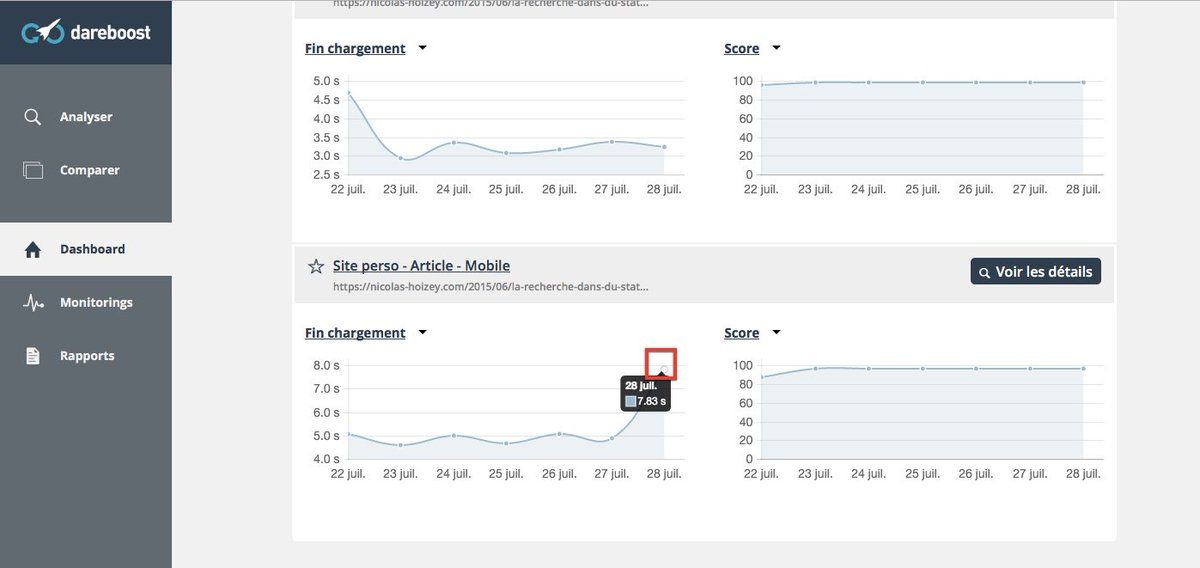 https://nicolas-hoizey.com/2015/06/la-recherche-dans-du-stat...
dareboost
Analyser
Comparer
Dashboard
Monitorings
Rapports
Fin chargement
5.0 s
4.5 s
4.0 s
3.5 s
3.0 s
2.5 s
22 juil. 23 juil. 24 juil. 25 juil. 26 juil. 27 juil. 28 juil.
Score
100
80
60
40
20
0
22 juil. 23 juil. 24 juil. 25 juil. 26 juil. 27 juil. 28 juil.
Site perso - Article - Mobile
https://nicolas-hoizey.com/2015/06/la-recherche-dans-du-stat...
Voir les détails
Fin chargement
8.0 s
7.0 s
6.0 s
5.0 s
4.0 s
28 juil.
7.83 s
22 juil. 23 juil. 24 juil. 25 juil. 26 juil. 27 juil. 28 juil.
Score
100
80
60
40
20
0
22 juil. 23 juil. 24 juil. 25 juil. 26 juil. 27 juil. 28 juil.